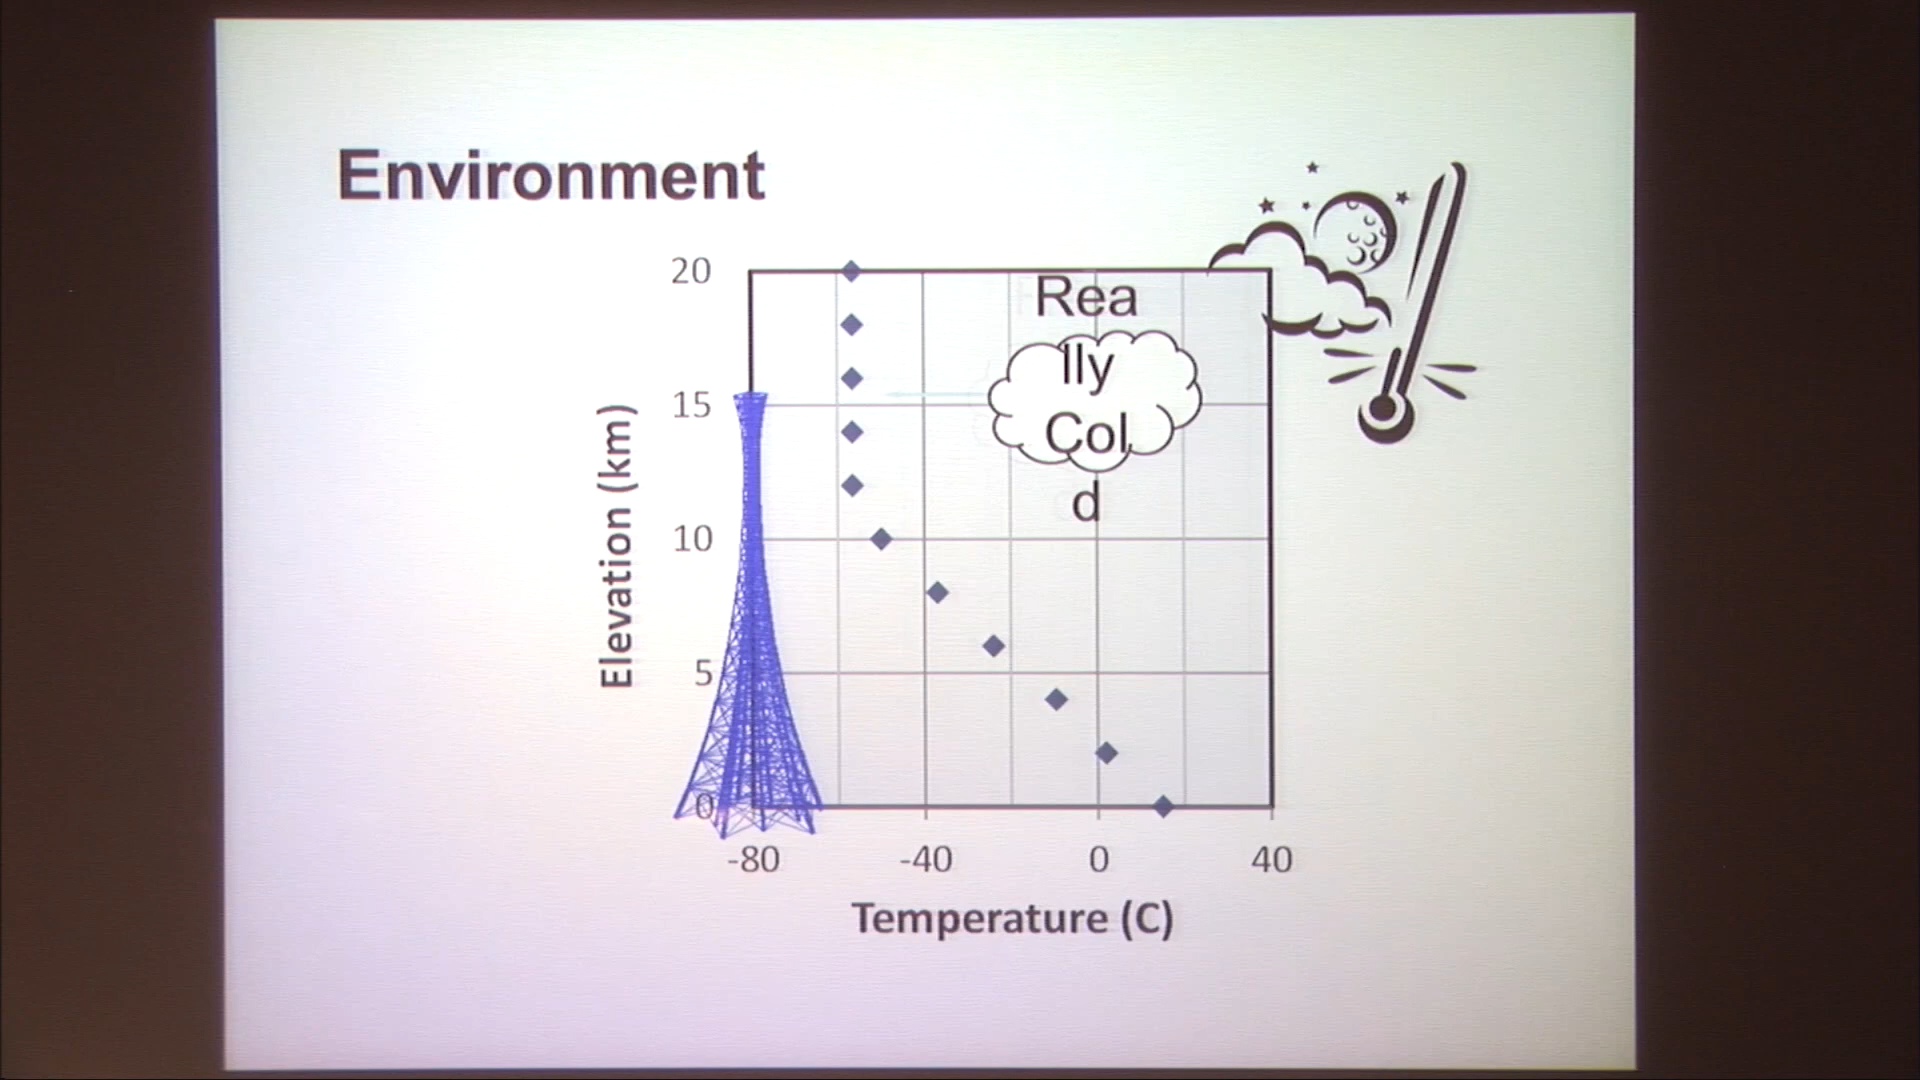 Environment
20
15
10
5
0
Elevation (km)
Rea
lly
Col
d
-80 -40 0 40
Temperature (C)